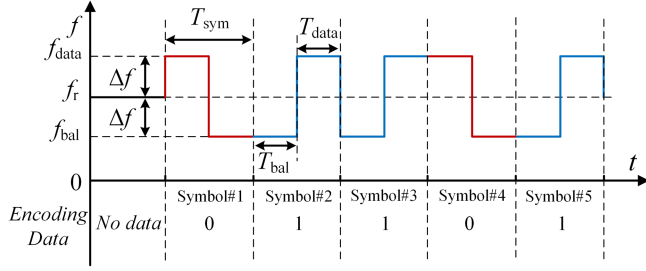 f
T_sym
f_data
T_data
Δf
f_r
Δf
f_bal
T_bal
t
0
Symbol#1 Symbol#2 Symbol#3 Symbol#4 Symbol#5
Encoding Data
No data 0 1 1 0 1